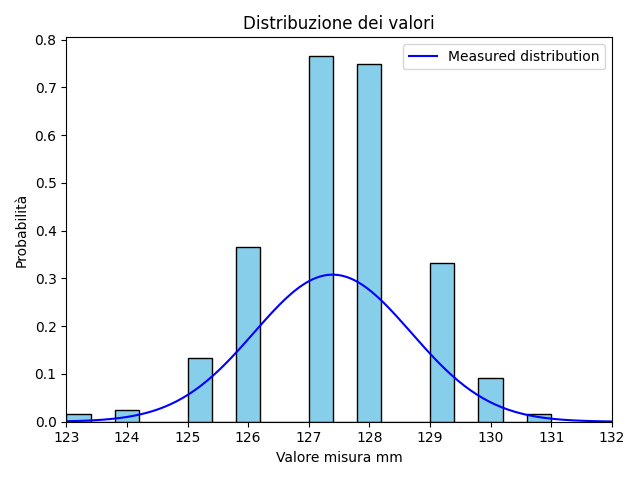 Distribuzione dei valori
Measured distribution
Probabilità
0.8
0.7
0.6
0.5
0.4
0.3
0.2
0.1
0.0
123 124 125 126 127 128 129 130 131 132
Valore misura mm